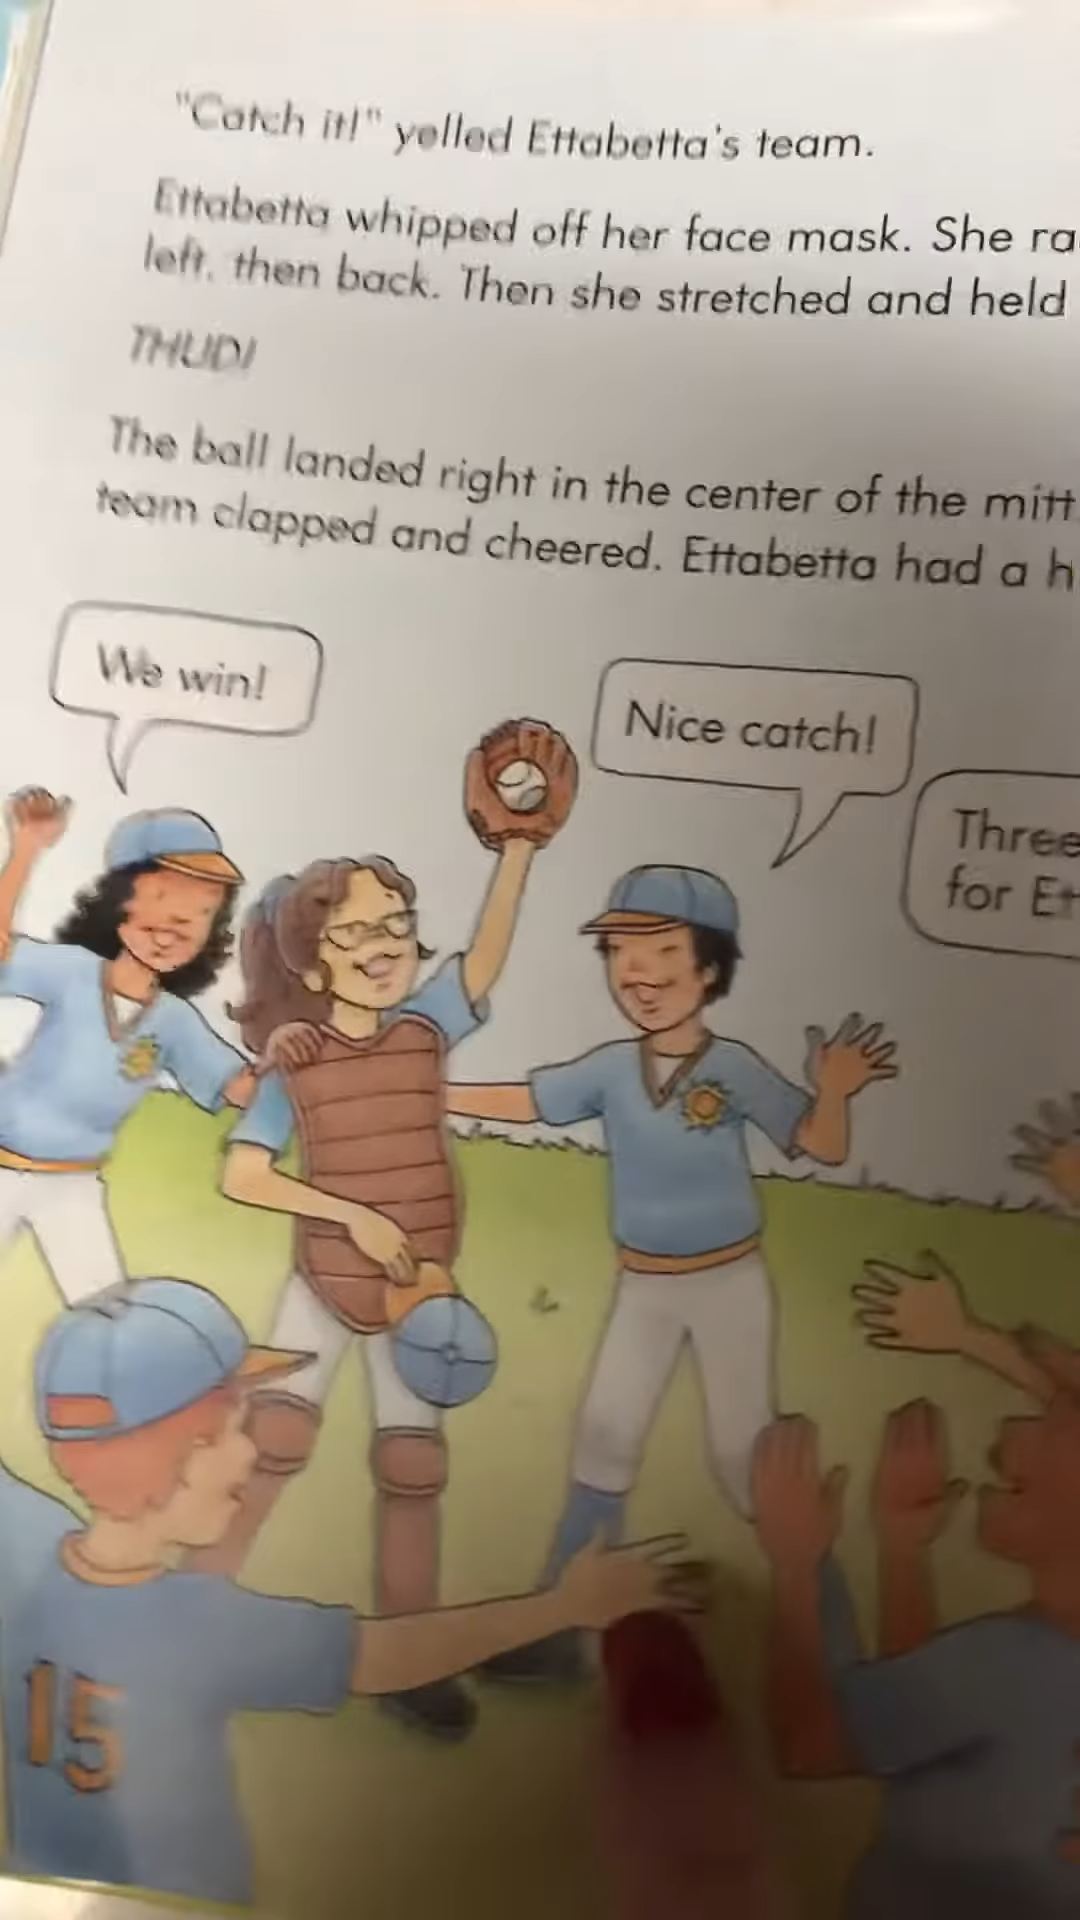 "Catch it!" yelled Ettabetta's team.
Ettabetta whipped off her face mask. She
left, then back. Then she stretched and held
THUD!
The ball landed right in the center of the mitt
team clapped and cheered. Ettabetta had a
We win!
Nice catch!
Three
for
15